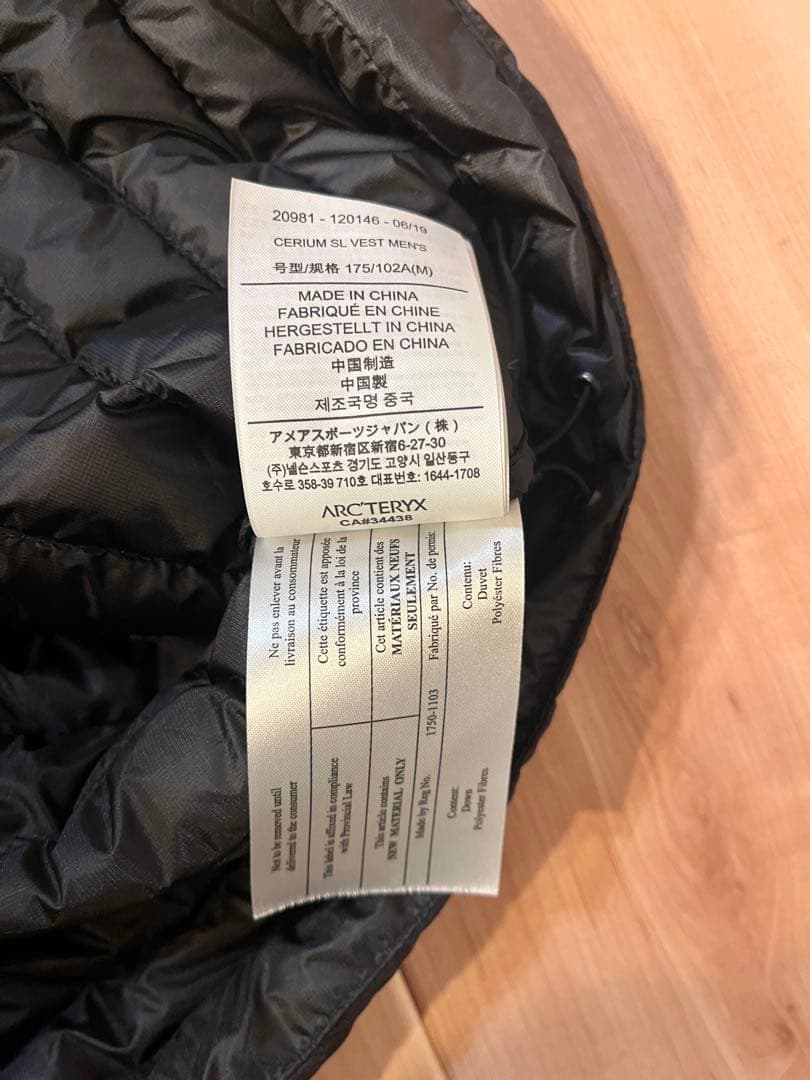 20981 - 120146 - 06/19
CERIUM SL VEST MEN'S
号型/规格 175/102A(M)
MADE IN CHINA
FABRIQUÉ EN CHINE
HERGESTELLT IN CHINA
FABRICADO EN CHINA
中国制造
中國製
제조국명 중국
アメアスポーツジャパン(株)
東京都新宿区新宿6-27-30
(주)넬슨스포츠 경기도 고양시 일산동구
호수로 358-39 710호 대표번호: 1644-1708
ARC'TERYX
CA#34438
Ne pas enlever avant la
livraison au consommateur
Cette étiquette est apposée
conformément à la loi de la
province
Cet article contient des
MATÉRIAUX NEUFS
SEULEMENT
Fabriqué par No. de permis:
Contenu:
Duvet
Polyéster Fibres
1750-1103
Not to be removed until
delivered to the consumer
This label is affixed in compliance
with Provincial Law
This article contains
NEW MATERIAL ONLY
Made by Reg No.
Content:
Down
Polyester Fibres